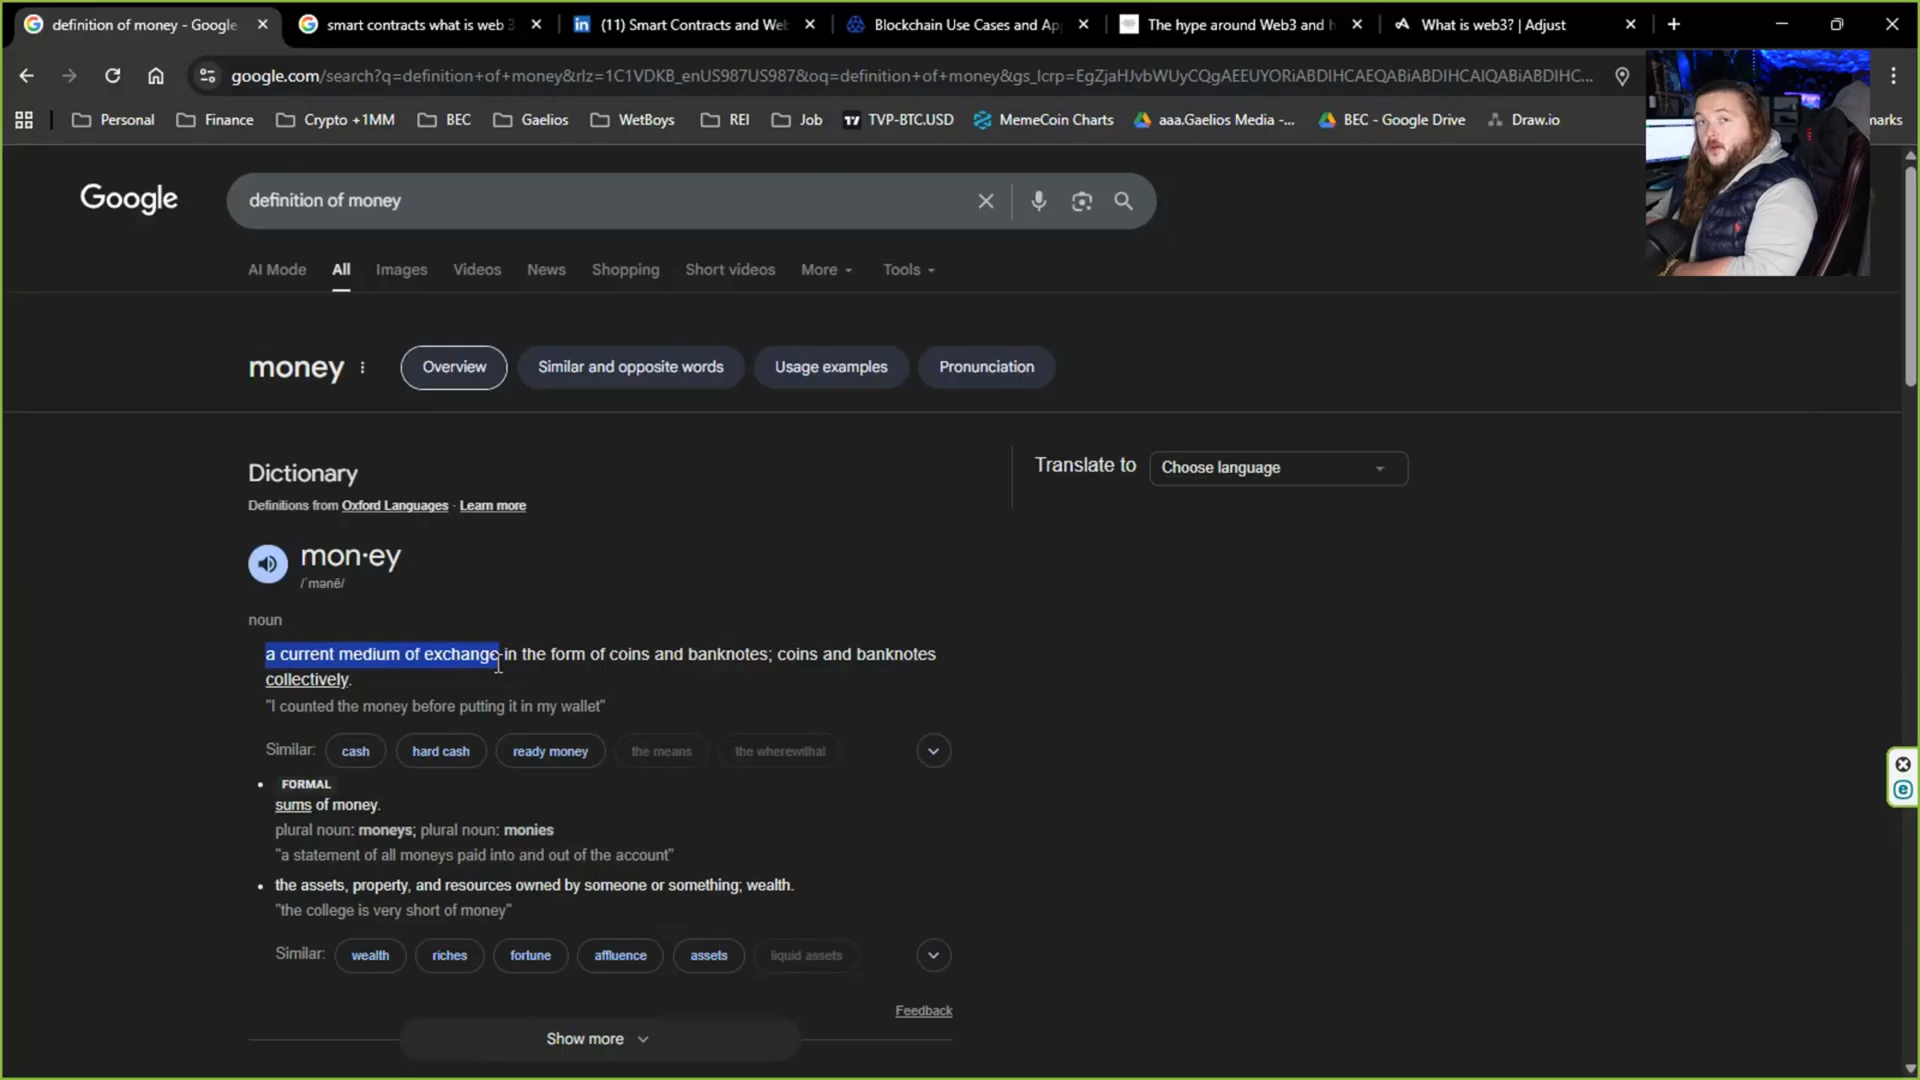 definition of money - Google
smart contracts what is web 3
(11) Smart Contracts and Web
Blockchain Use Cases and Ap
The hype around Web3 and h
What is web3? | Adjust
google.com/search?q=definition+of+money&rlz=1C1VDKB_enUS987US987&oq=definition+of+money&gs_lcrp=EgZjaHJvbWUyCQgAEEUYORiABDIHCAEQABiABDIHCAIQABiABDIHC...
Personal
Finance
Crypto +1MM
BEC
Gaelios
WetBoys
REI
Job
TVP-BTC.USD
MemeCoin Charts
aaa.Gaelios Media -...
BEC - Google Drive
Draw.io
marks
Google
definition of money
AI Mode
All
Images
Videos
News
Shopping
Short videos
More
Tools
money
Overview
Similar and opposite words
Usage examples
Pronunciation
Dictionary
Translate to
Choose language
Definitions from Oxford Languages · Learn more
mon·ey
/ˈmənē/
noun
a current medium of exchange in the form of coins and banknotes; coins and banknotes
collectively.
"I counted the money before putting it in my wallet"
Similar:
cash
hard cash
ready money
the means
the wherewithal
FORMAL
sums of money.
plural noun: moneys; plural noun: monies
"a statement of all moneys paid into and out of the account"
• the assets, property, and resources owned by someone or something; wealth.
"the college is very short of money"
Similar:
wealth
riches
fortune
affluence
assets
liquid assets
Feedback
Show more